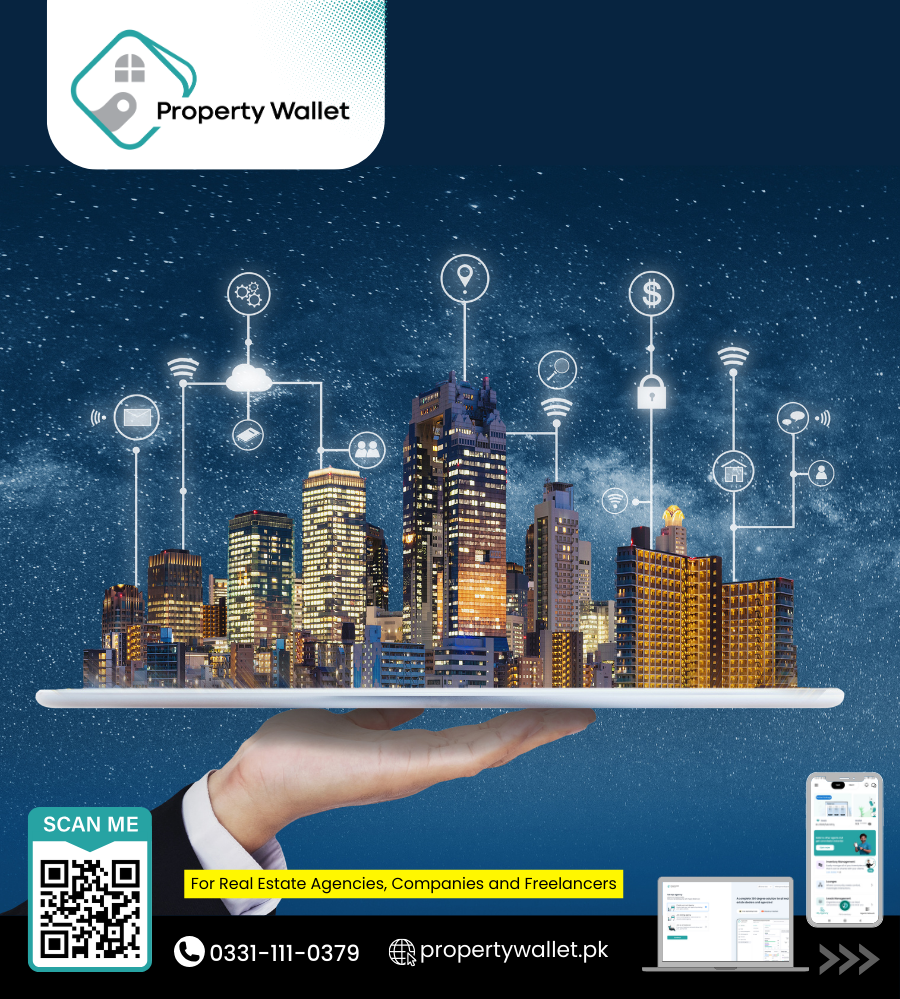 Property Wallet
$
SCAN ME
For Real Estate Agencies, Companies and Freelancers
0331-111-0379
propertywallet.pk